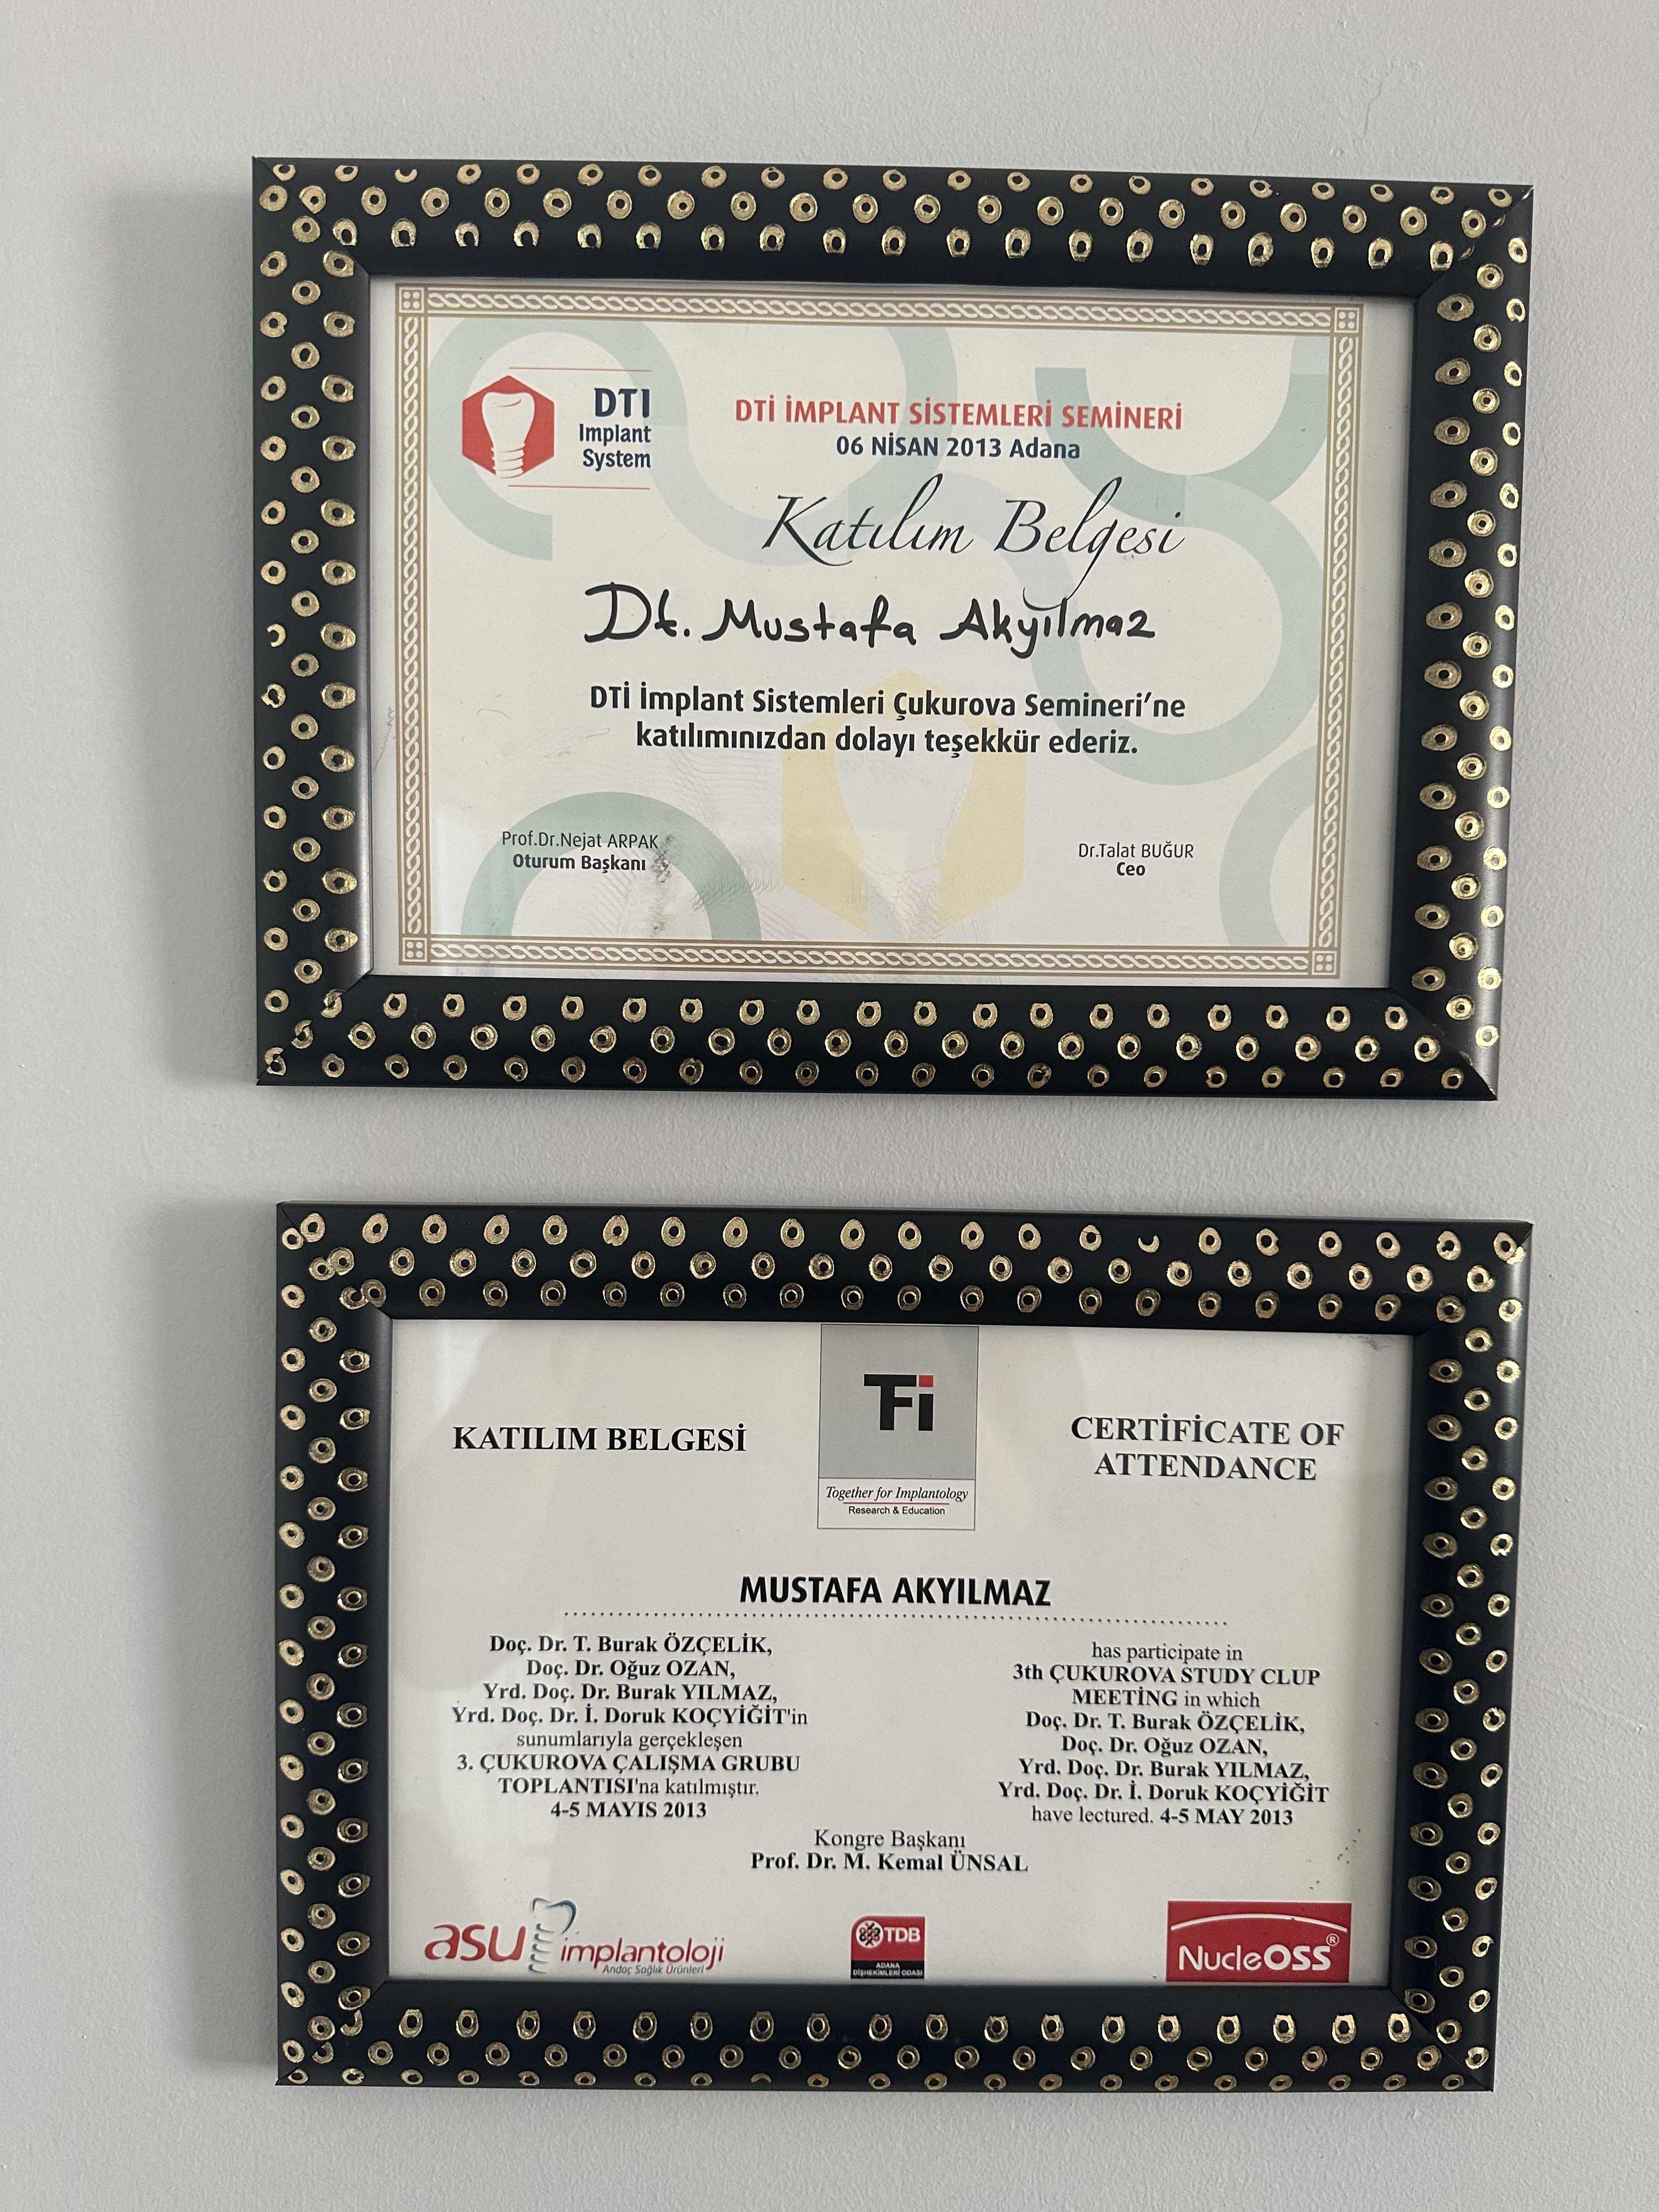 DTI
Implant
System
DTİ İMPLANT SİSTEMLERİ SEMİNERİ
06 NİSAN 2013 Adana
Katılım Belgesi
Dt. Mustafa Akyılmaz
DTİ İmplant Sistemleri Çukurova Semineri'ne
katılımınızdan dolayı teşekkür ederiz.
Prof.Dr.Nejat ARPAK
Oturum Başkanı
Dr.Talat BUĞUR
Ceo
KATILIM BELGESİ
TFi
Together for Implantology
Research & Education
CERTİFİCATE OF
ATTENDANCE
MUSTAFA AKYILMAZ
Doç. Dr. T. Burak ÖZÇELİK,
Doç. Dr. Oğuz OZAN,
Yrd. Doç. Dr. Burak YILMAZ,
Yrd. Doç. Dr. İ. Doruk KOÇYİĞİT'in
sunumlarıyla gerçekleşen
3. ÇUKUROVA ÇALIŞMA GRUBU
TOPLANTISI'na katılmıştır.
4-5 MAYIS 2013
has participate in
3th ÇUKUROVA STUDY CLUP
MEETİNG in which
Doç. Dr. T. Burak ÖZÇELİK,
Doç. Dr. Oğuz OZAN,
Yrd. Doç. Dr. Burak YILMAZ,
Yrd. Doç. Dr. İ. Doruk KOÇYİĞİT
have lectured. 4-5 MAY 2013
Kongre Başkanı
Prof. Dr. M. Kemal ÜNSAL
asu implantoloji
Andaç Sağlık Ürünleri
TDB
ADANA
DİŞHEKİMLERİ ODASI
NucleOSS®